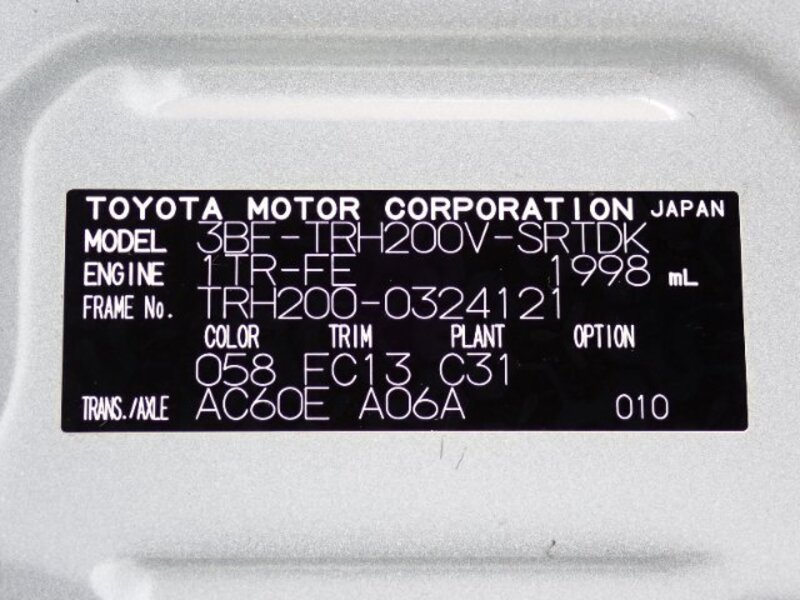 TOYOTA MOTOR CORPORATION JAPAN
MODEL 3BF-TRH200V-SRTDK
ENGINE 1TR-FE 1998 mL
FRAME No. TRH200-0324121
COLOR TRIM PLANT OPTION
058 FC13 C31
TRANS./AXLE AC60E A06A 010